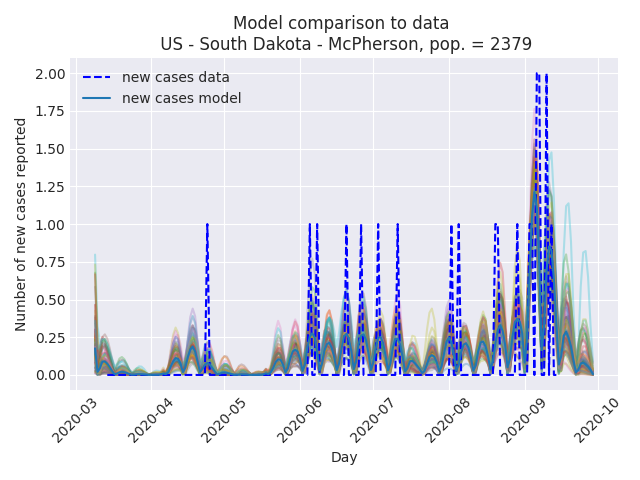 Model comparison to data
US - South Dakota - McPherson, pop. = 2379
new cases data
new cases model
Number of new cases reported
2.00
1.75
1.50
1.25
1.00
0.75
0.50
0.25
0.00
2020-03
2020-04
2020-05
2020-06
2020-07
2020-08
2020-09
2020-10
Day